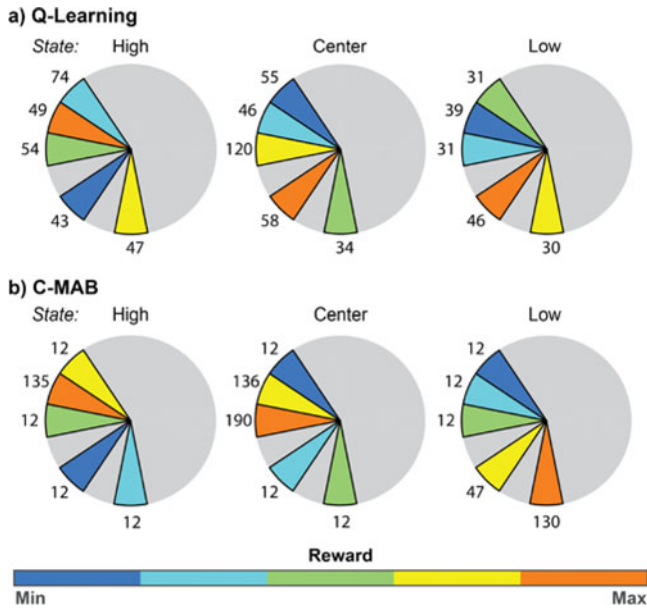 a) Q-Learning
State: High Center Low
74 55 31
49 46 39
54 120 31
43 58 46
47 34 30
b) C-MAB
State: High Center Low
12 12 12
135 136 12
12 190 12
12 12 47
12 12 130
Reward
Min Max